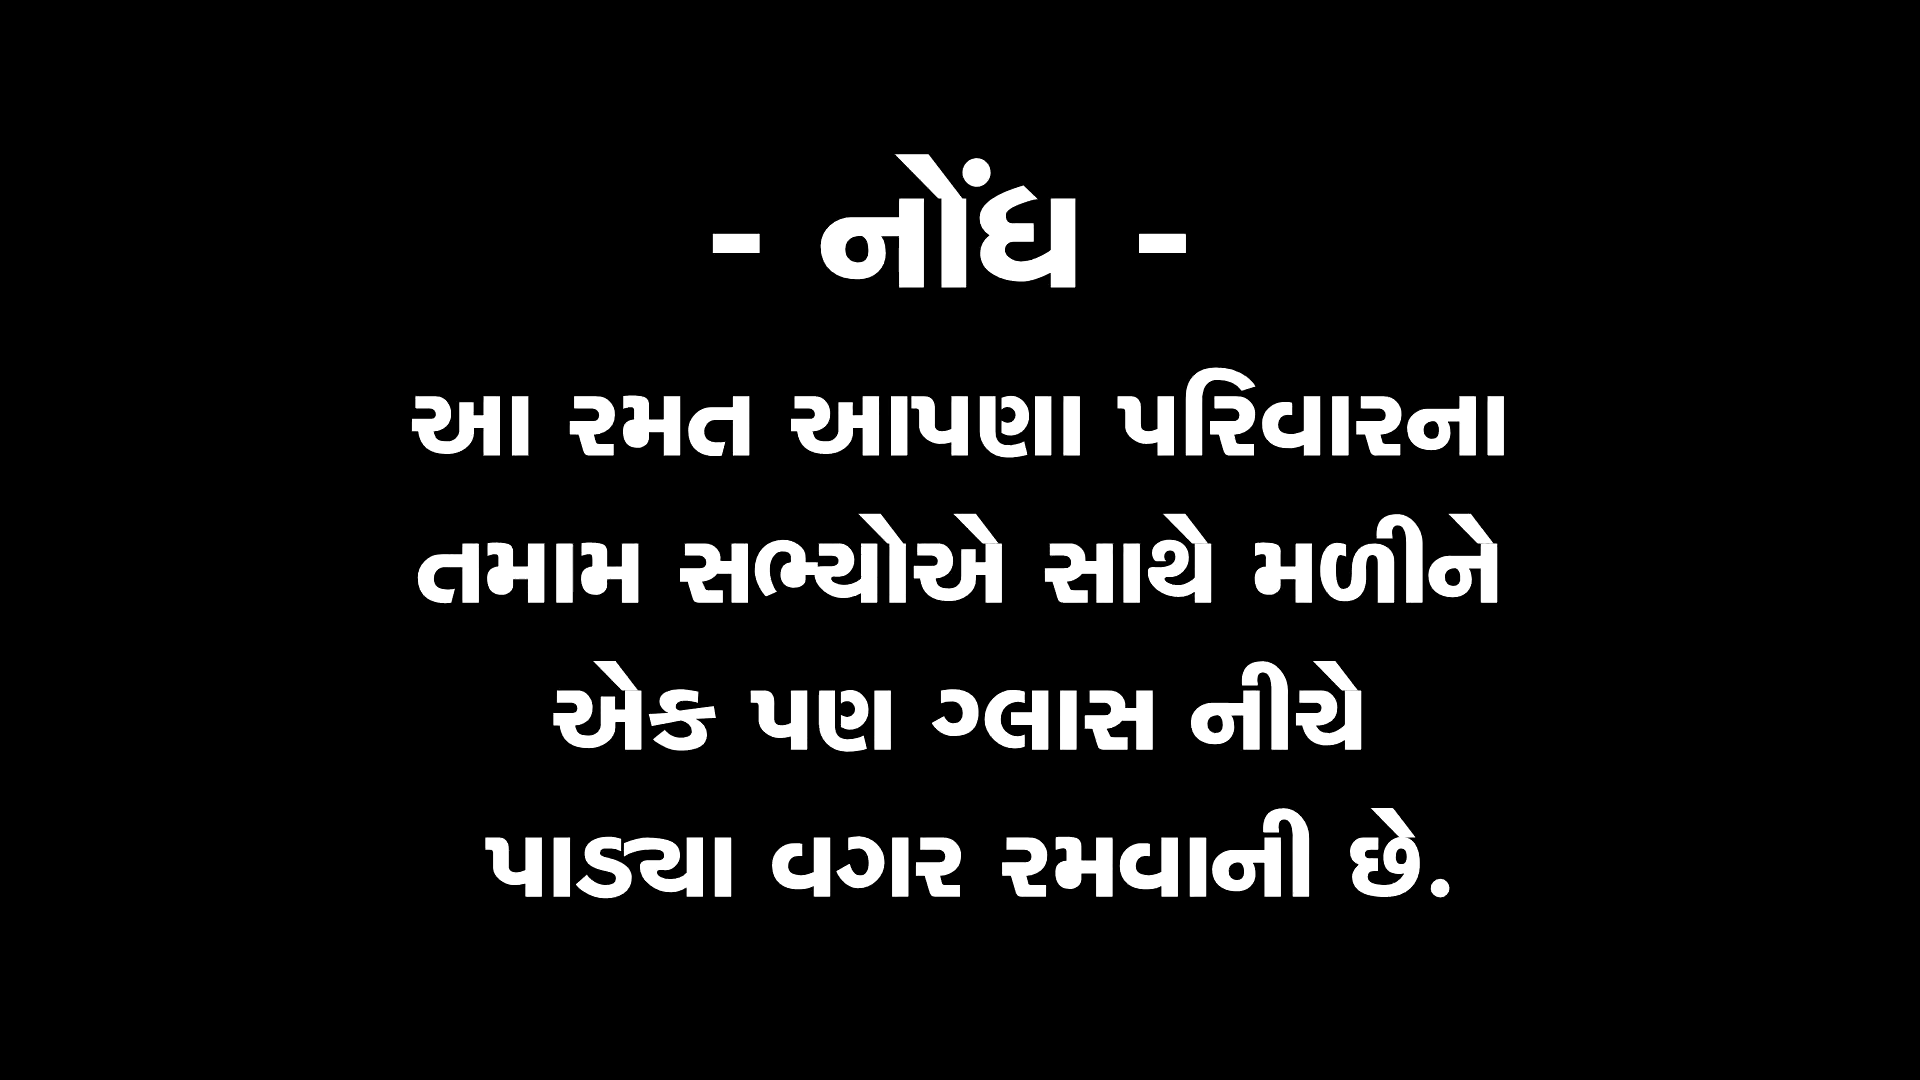 - નોંધ -
આ રમત આપણા પરિવારના
તમામ સભ્યોએ સાથે મળીને
એક પણ ગ્લાસ નીચે
પાડ્યા વગર રમવાની છે.